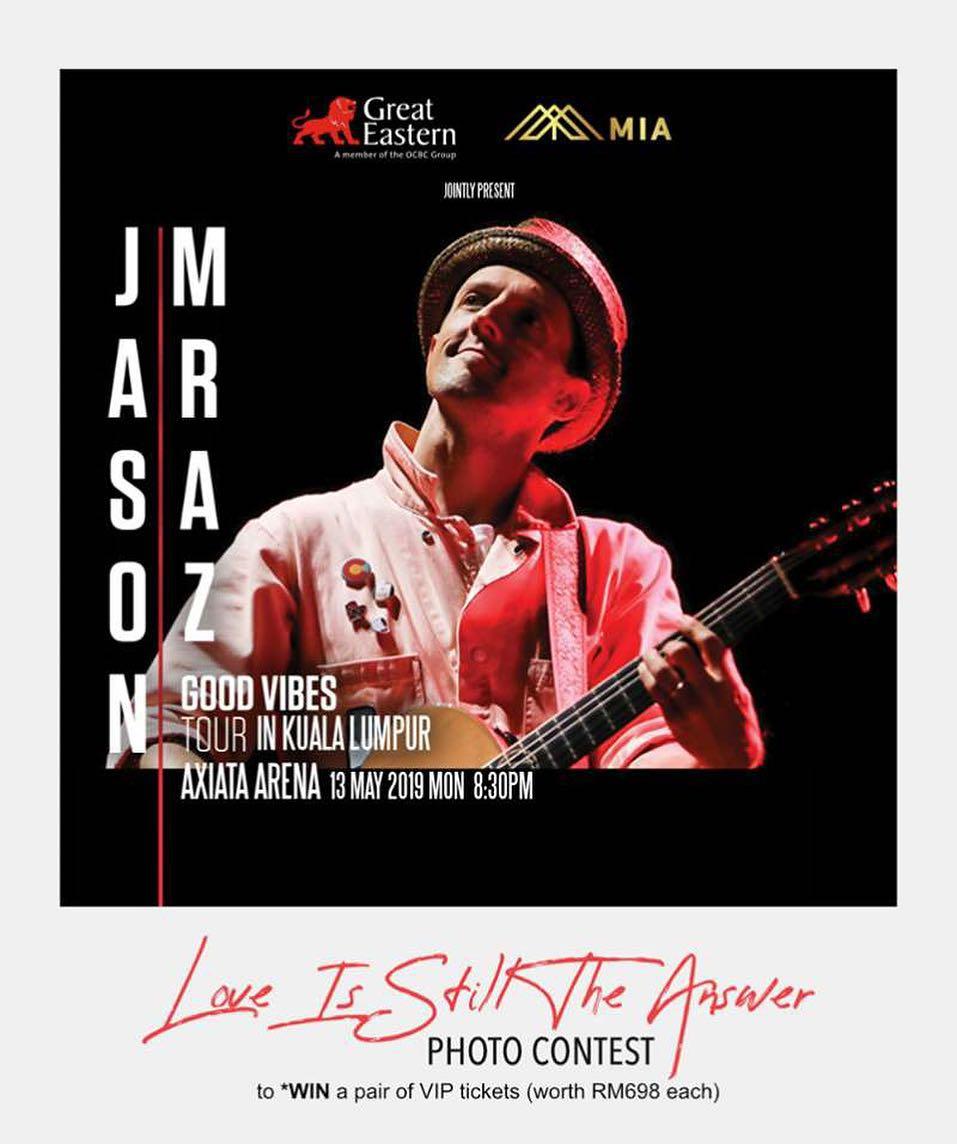 Great
Eastern
A member of the OCBC Group
MIA
JOINTLY PRESENT
JASON
MRAZ
GOOD VIBES
TOUR IN KUALA LUMPUR
AXIATA ARENA 13 MAY 2019 MON 8:30PM
Love Is Still The Answer
PHOTO CONTEST
to *WIN a pair of VIP tickets (worth RM698 each)